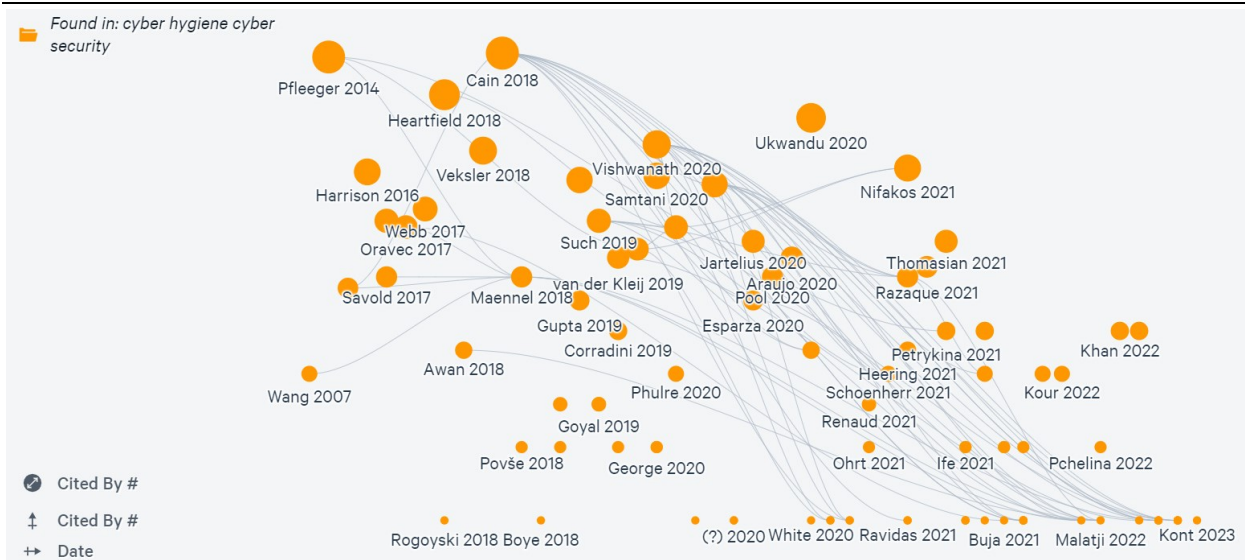 Found in: cyber hygiene cyber
security
Cain 2018
Pfleeger 2014
Heartfield 2018
Ukwandu 2020
Vishwanath 2020
Veksler 2018
Nifakos 2021
Harrison 2016
Samtani 2020
Webb 2017
Such 2019
Oravec 2017
Jartelius 2020
Thomasian 2021
van der Kleij 2019
Araujo 2020
Razaque 2021
Savold 2017
Maennel 2018
Pool 2020
Gupta 2019
Esparza 2020
Corradini 2019
Petrykina 2021
Khan 2022
Awan 2018
Heering 2021
Phulre 2020
Schoenherr 2021
Kour 2022
Wang 2007
Goyal 2019
Renaud 2021
Povše 2018
George 2020
Ohrt 2021
Ife 2021
Pchelina 2022
Cited By #
Cited By #
Rogoyski 2018
Boye 2018
(?) 2020
White 2020
Ravidas 2021
Buja 2021
Malatji 2022
Kont 2023
Date